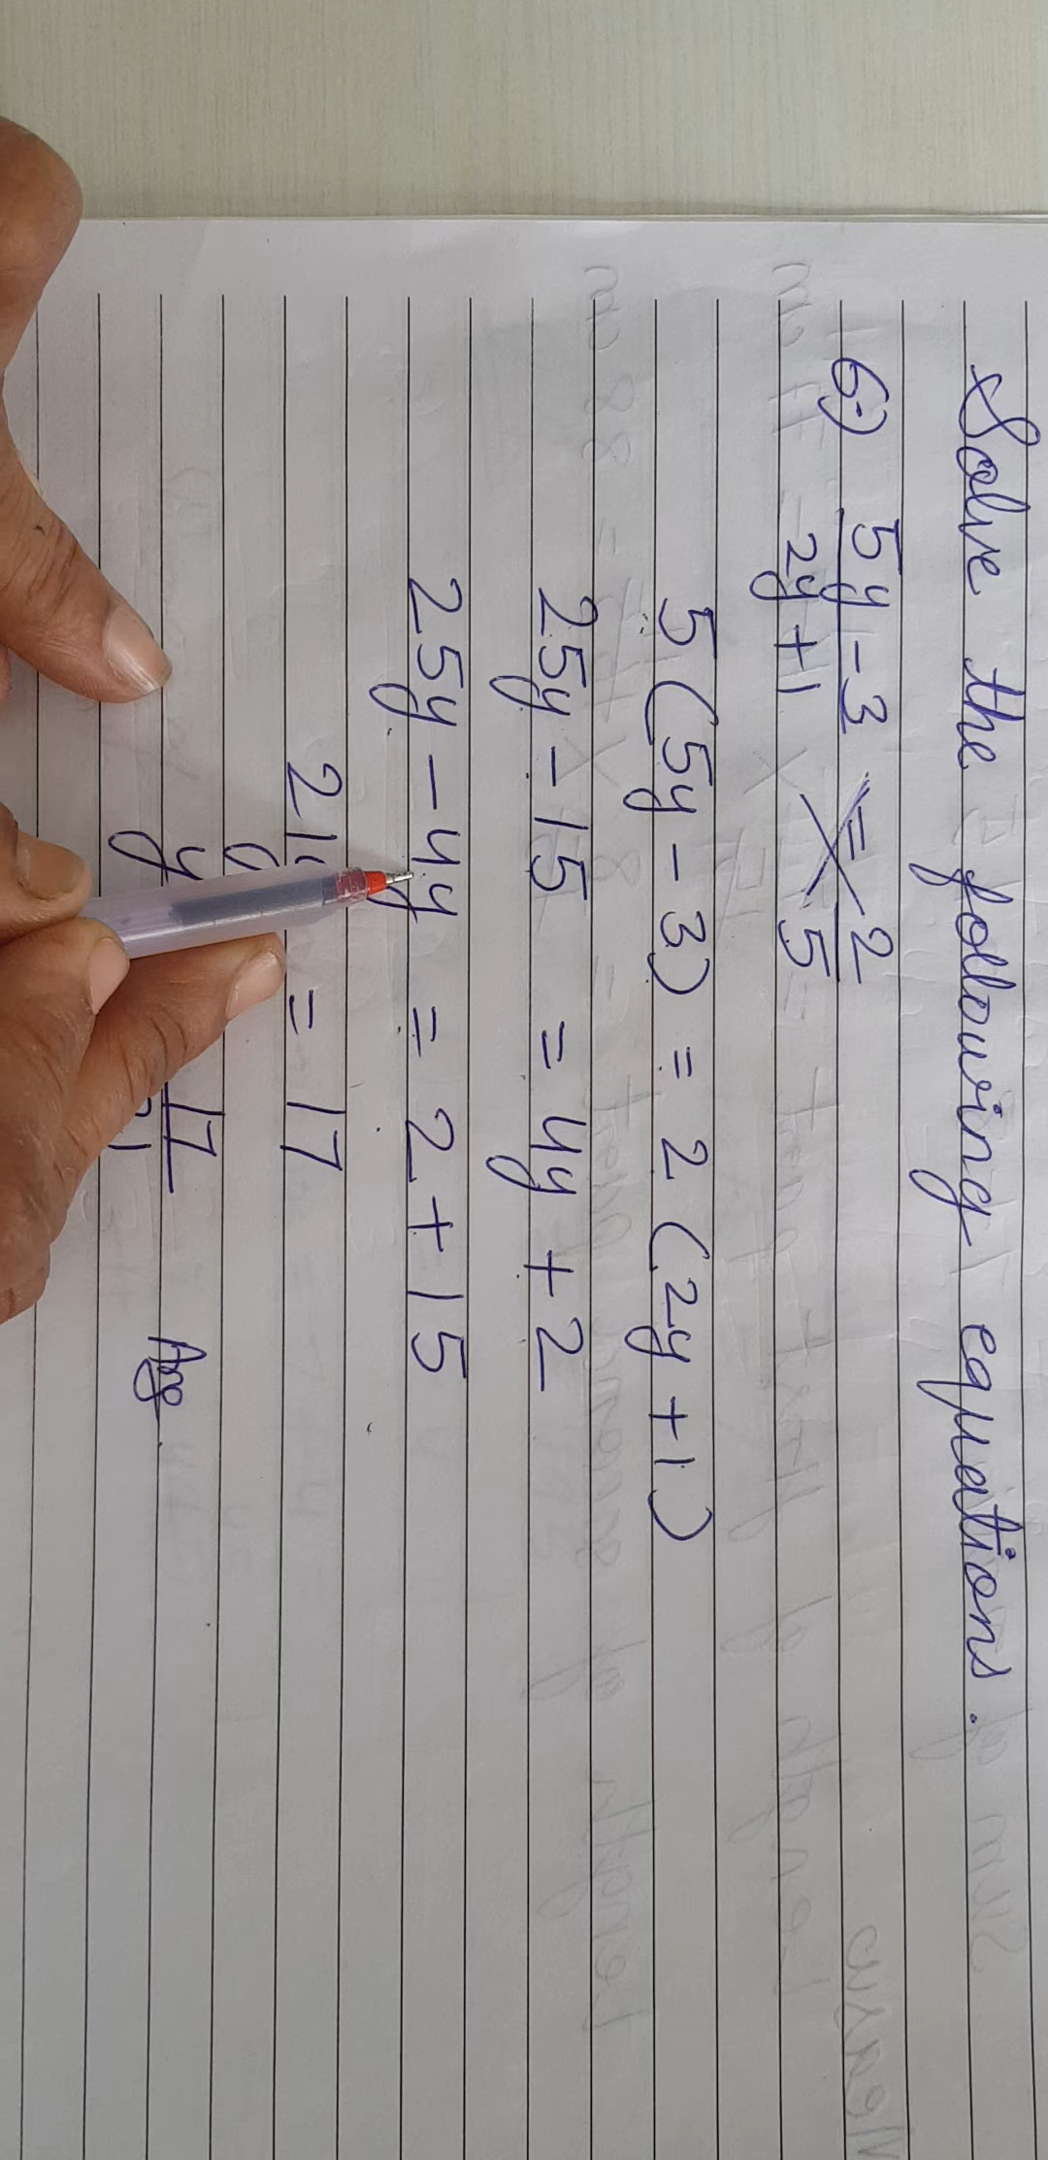 Solve the following equations.
6) 5y - 3 / 2y + 1 = 2 / 5
5 (5y - 3) = 2 (2y + 1)
25y - 15 = 4y + 2
25y - 4y = 2 + 15
21 = 17
y 17
Ans